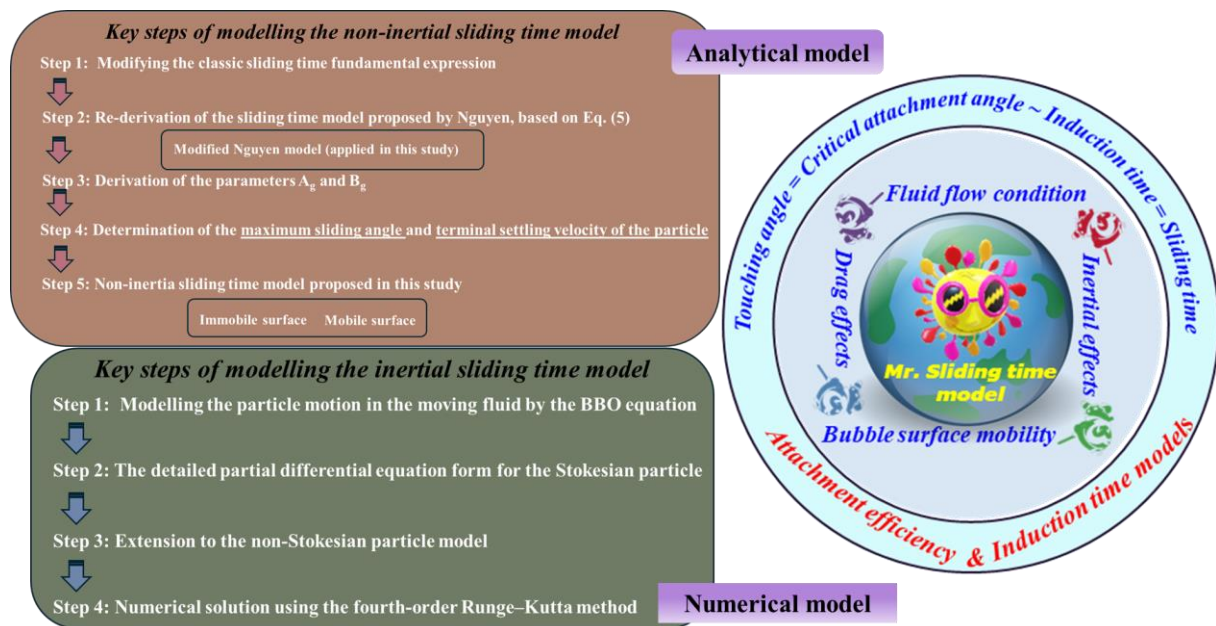 Key steps of modelling the non-inertial sliding time model
Analytical model
Step 1: Modifying the classic sliding time fundamental expression
Step 2: Re-derivation of the sliding time model proposed by Nguyen, based on Eq. (5)
Modified Nguyen model (applied in this study)
Step 3: Derivation of the parameters Ag and Bg
Step 4: Determination of the maximum sliding angle and terminal settling velocity of the particle
Step 5: Non-inertia sliding time model proposed in this study
Immobile surface Mobile surface
Key steps of modelling the inertial sliding time model
Step 1: Modelling the particle motion in the moving fluid by the BBO equation
Step 2: The detailed partial differential equation form for the Stokesian particle
Step 3: Extension to the non-Stokesian particle model
Step 4: Numerical solution using the fourth-order Runge–Kutta method
Numerical model
Touching angle = Critical attachment angle ~ Induction time = Sliding time
Fluid flow condition
Drag effects
Inertial effects
Mr. Sliding time
model
Bubble surface mobility
Attachment efficiency & Induction time models